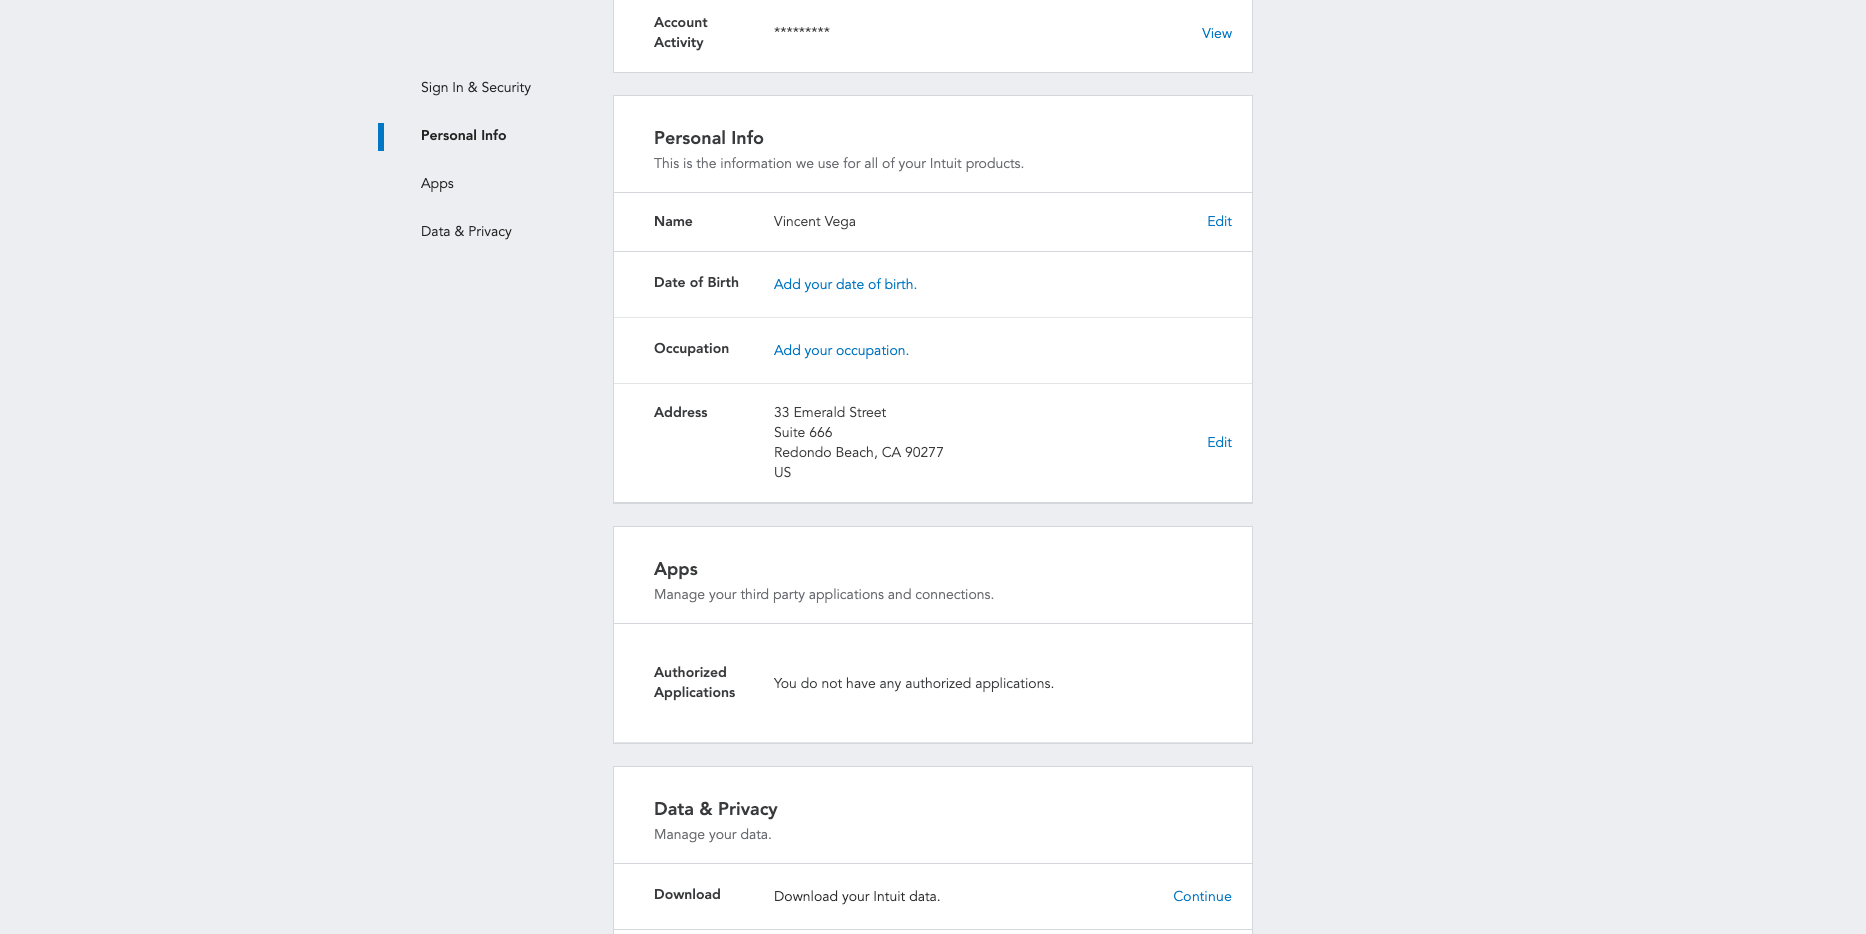 Account
Activity
*********
View
Sign In & Security
Personal Info
Apps
Data & Privacy
Personal Info
This is the information we use for all of your Intuit products.
Name Vincent Vega Edit
Date of Birth Add your date of birth.
Occupation Add your occupation.
Address 33 Emerald Street
Suite 666
Redondo Beach, CA 90277
US
Edit
Apps
Manage your third party applications and connections.
Authorized
Applications
You do not have any authorized applications.
Data & Privacy
Manage your data.
Download Download your Intuit data. Continue